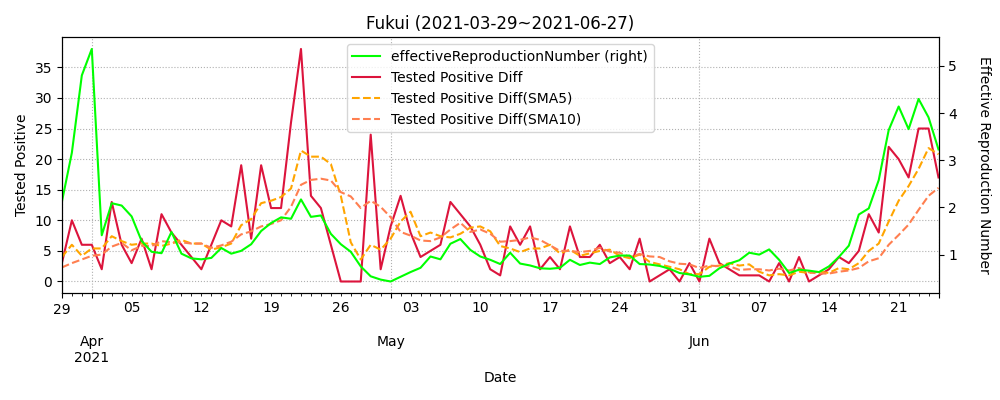 Fukui (2021-03-29~2021-06-27)
effectiveReproductionNumber (right)
Tested Positive Diff
Tested Positive Diff(SMA5)
Tested Positive Diff(SMA10)
Tested Positive
35
30
25
20
15
10
5
0
5
4
3
2
1
Effective Reproduction Number
29 05 12 19 26 03 10 17 24 31 07 14 21
Apr May Jun
2021
Date